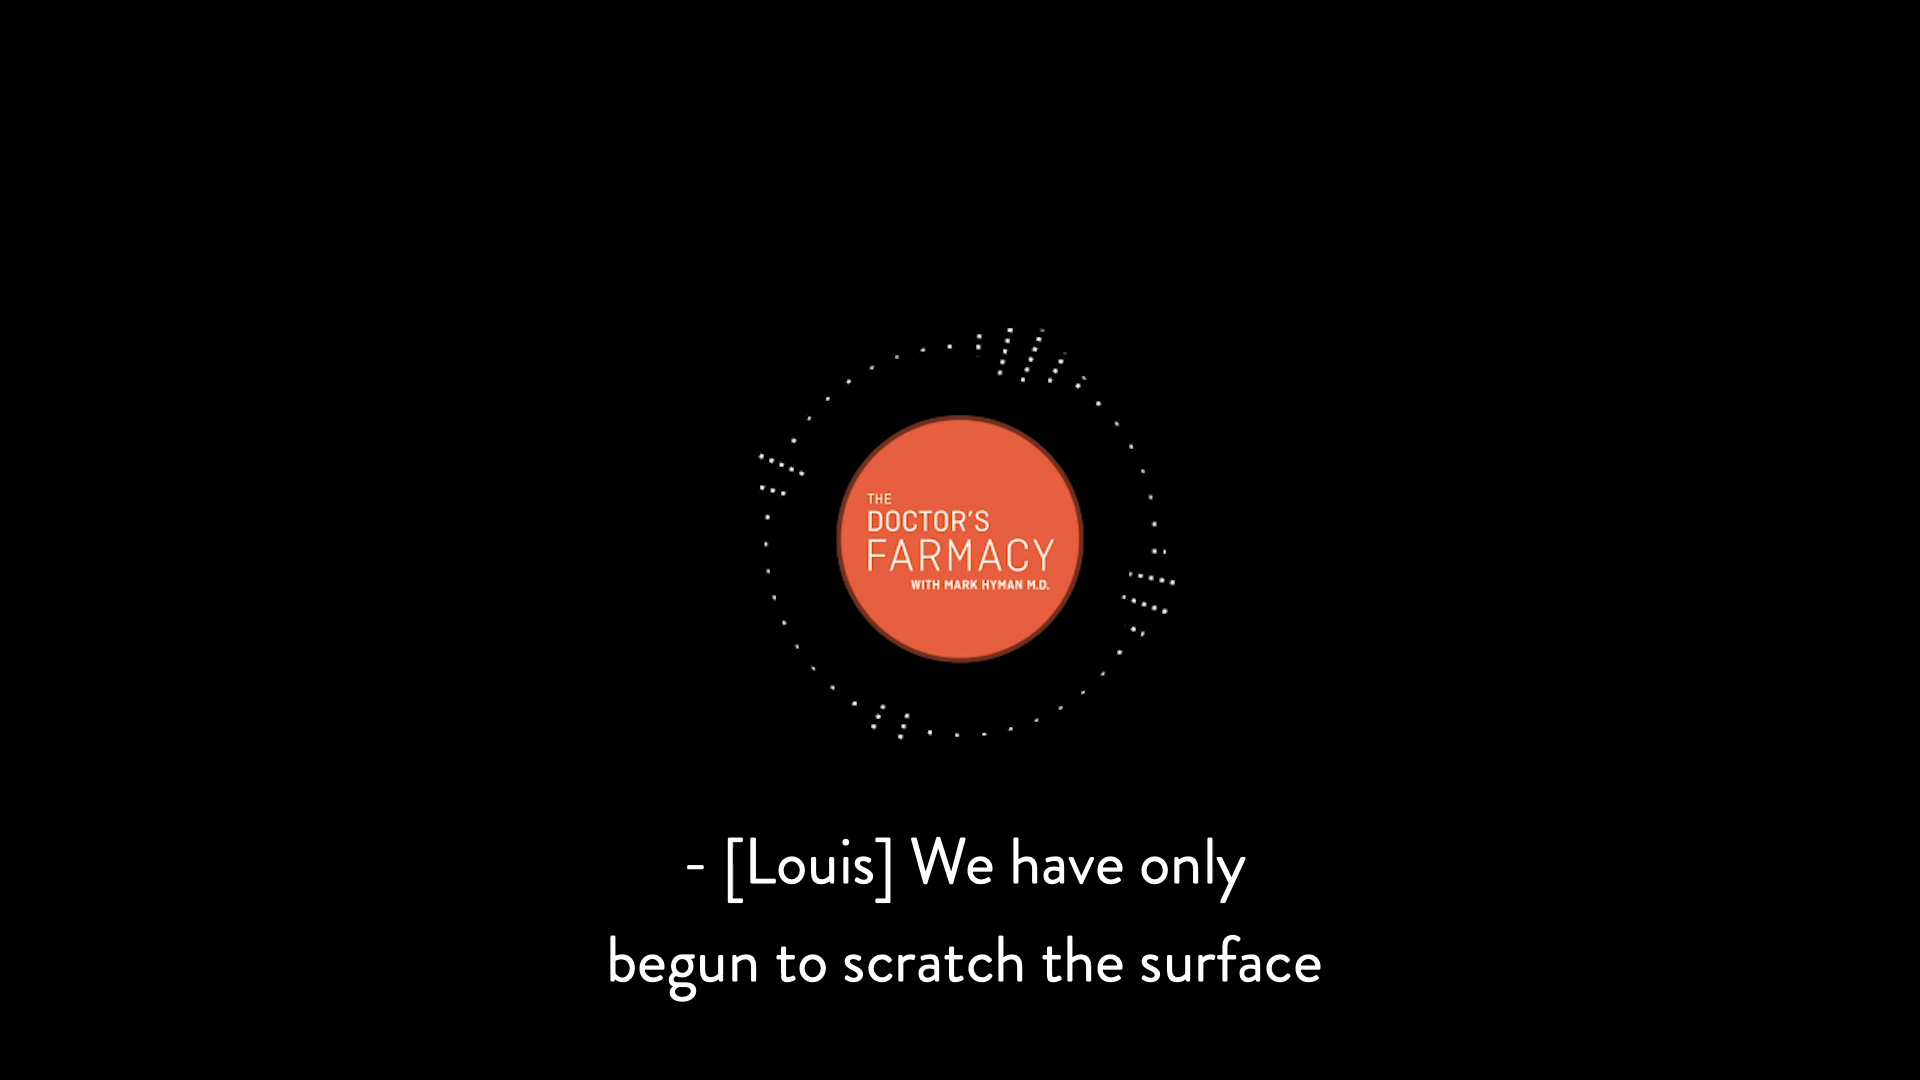 THE
DOCTOR'S
FARMACY
WITH MARK HYMAN M.D.
- [Louis] We have only
begun to scratch the surface